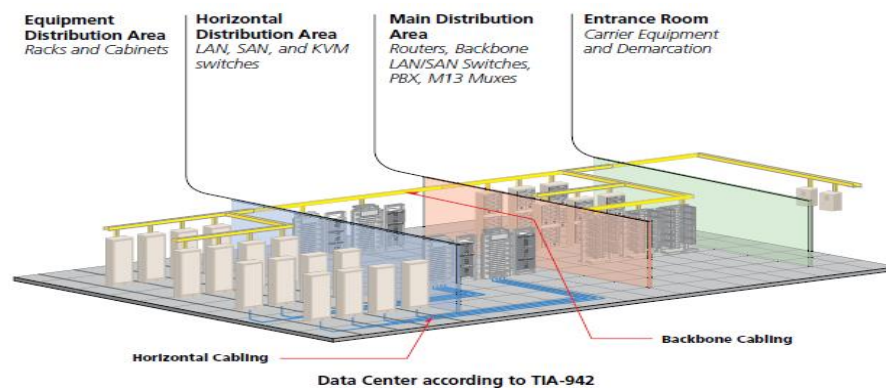 Equipment
Distribution Area
Racks and Cabinets
Horizontal
Distribution Area
LAN, SAN, and KVM
switches
Main Distribution
Area
Routers, Backbone
LAN/SAN Switches,
PBX, M13 Muxes
Entrance Room
Carrier Equipment
and Demarcation
Horizontal Cabling
Backbone Cabling
Data Center according to TIA-942